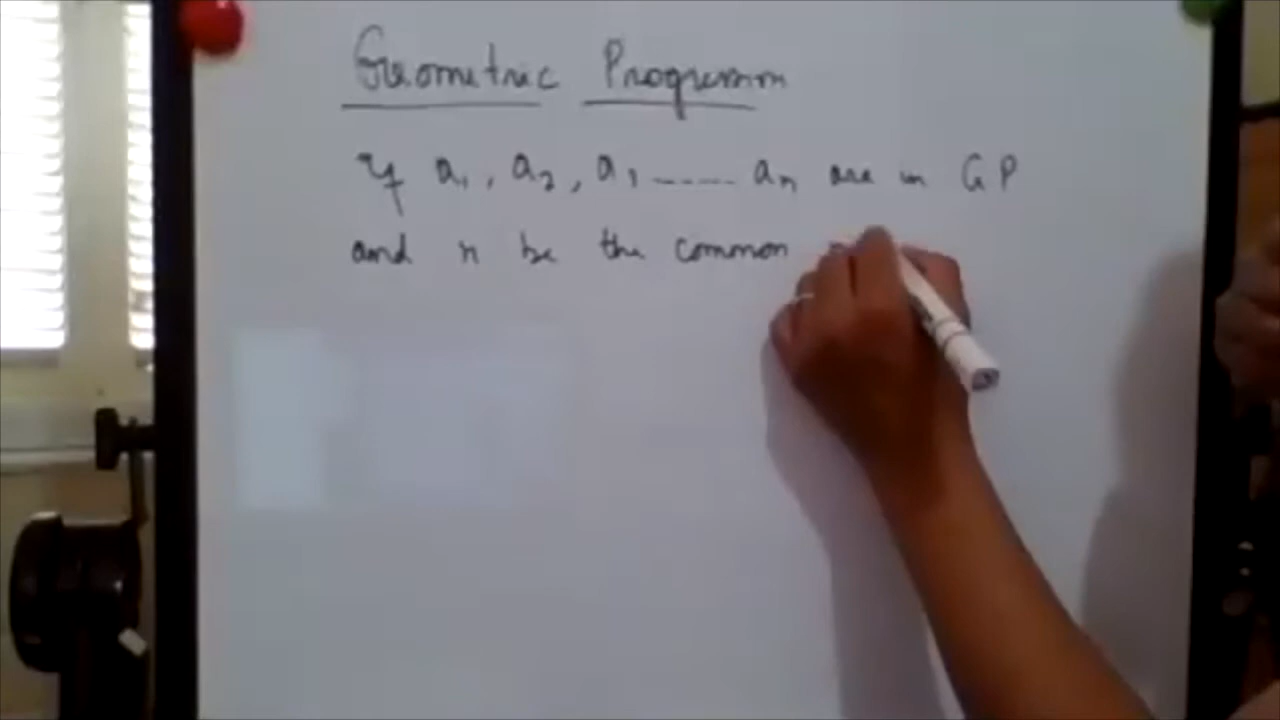 Geometric Progression
If a1, a2, a3 ...... an are in GP
and r be the common